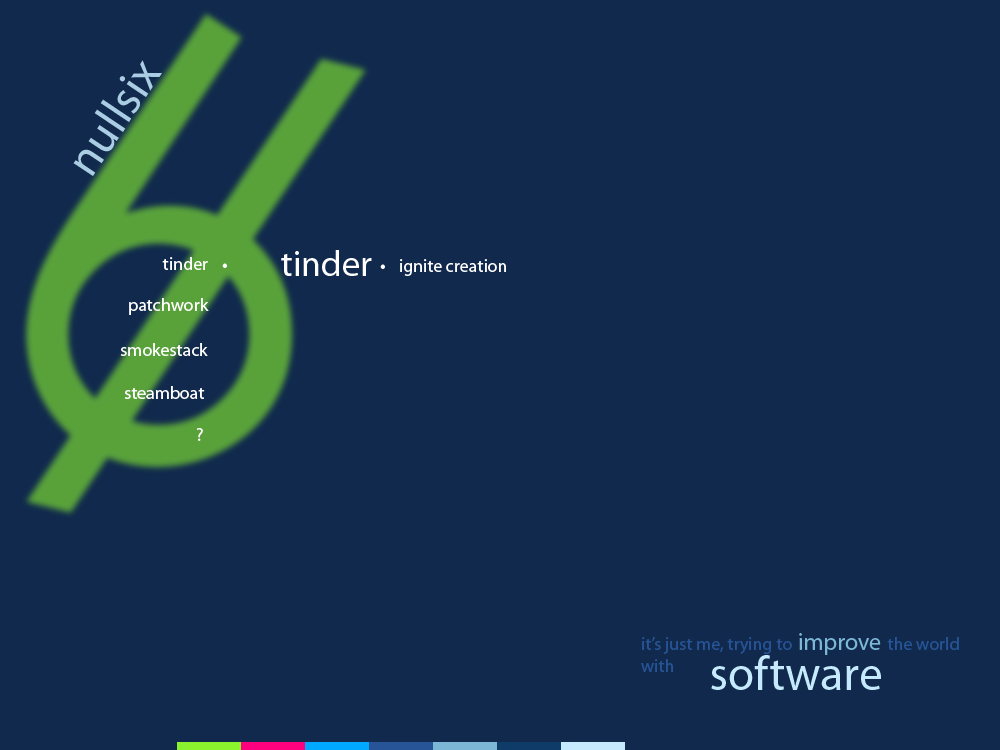 nullsix
tinder • tinder • ignite creation
patchwork
smokestack
steamboat
?
it's just me, trying to improve the world
with software